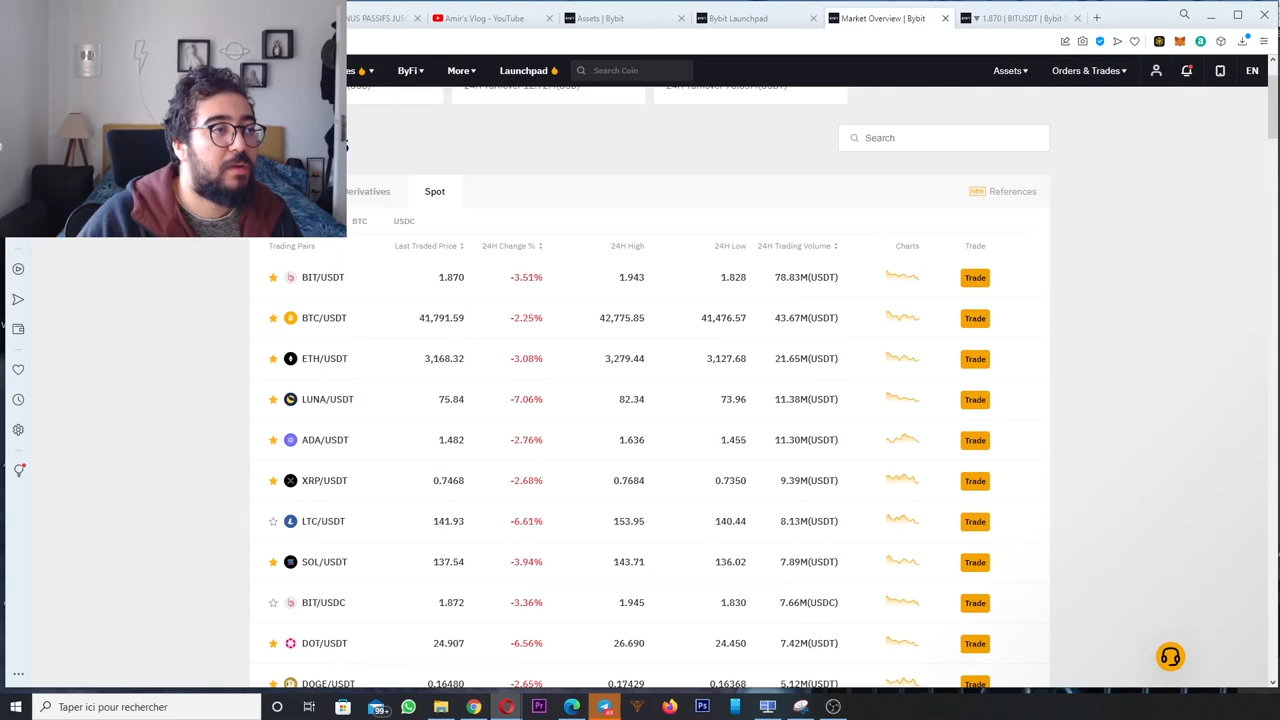 NUS PASSIFS JUS
Amir's Vlog - YouTube
Assets | Bybit
Bybit Launchpad
Market Overview | Bybit
▼ 1.870 | BITUSDT | Bybit S
ByFi
More
Launchpad
Search Coin
Assets
Orders & Trades
EN
24H Turnover 12.72M(USD)
Search
Derivatives
Spot
NEW References
BTC
USDC
Trading Pairs Last Traded Price 24H Change % 24H High 24H Low 24H Trading Volume Charts Trade
BIT/USDT 1.870 -3.51% 1.943 1.828 78.83M(USDT) Trade
BTC/USDT 41,791.59 -2.25% 42,775.85 41,476.57 43.67M(USDT) Trade
ETH/USDT 3,168.32 -3.08% 3,279.44 3,127.68 21.65M(USDT) Trade
LUNA/USDT 75.84 -7.06% 82.34 73.96 11.38M(USDT) Trade
ADA/USDT 1.482 -2.76% 1.636 1.455 11.30M(USDT) Trade
XRP/USDT 0.7468 -2.68% 0.7684 0.7350 9.39M(USDT) Trade
LTC/USDT 141.93 -6.61% 153.95 140.44 8.13M(USDT) Trade
SOL/USDT 137.54 -3.94% 143.71 136.02 7.89M(USDT) Trade
BIT/USDC 1.872 -3.36% 1.945 1.830 7.66M(USDC) Trade
DOT/USDT 24.907 -6.56% 26.690 24.450 7.42M(USDT) Trade
DOGE/USDT 0.16480 -2.65% 0.17429 0.16368 5.12M(USDT) Trade
Taper ici pour rechercher
99+